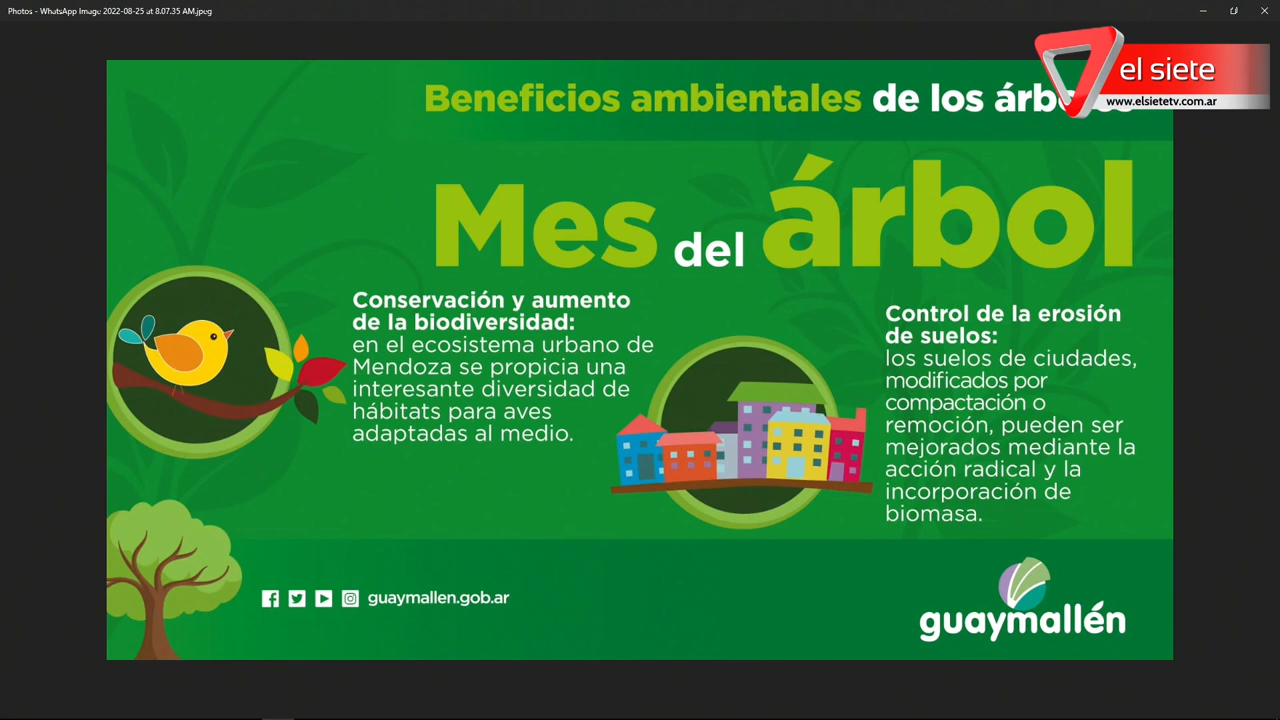 Photos - WhatsApp Image 2022-08-25 at 8.07.35 AM.jpeg
el siete
www.elsietetv.com.ar
Beneficios ambientales de los
Mes del árbol
Conservación y aumento
de la biodiversidad:
en el ecosistema urbano de
Mendoza se propicia una
interesante diversidad de
hábitats para aves
adaptadas al medio.
Control de la erosión
de suelos:
los suelos de ciudades,
modificados por
compactación o
remoción, pueden ser
mejorados mediante la
acción radical y la
incorporación de
biomasa.
guaymallen.gob.ar
guaymallén